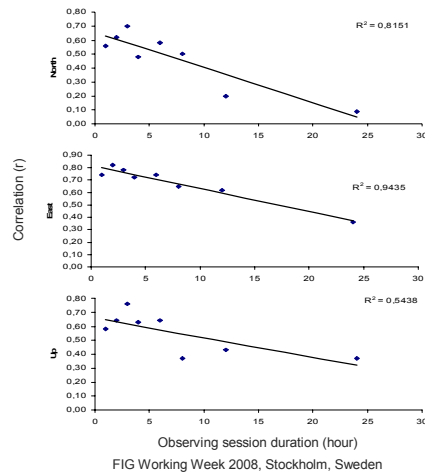 R² = 0,8151
North
0,80
0,70
0,60
0,50
0,40
0,30
0,20
0,10
0,00
0 5 10 15 20 25 30
Correlation (r)
R² = 0,9435
East
0,90
0,80
0,70
0,60
0,50
0,40
0,30
0,20
0,10
0,00
0 5 10 15 20 25 30
R² = 0,5438
Up
0,80
0,70
0,60
0,50
0,40
0,30
0,20
0,10
0,00
0 5 10 15 20 25 30
Observing session duration (hour)
FIG Working Week 2008, Stockholm, Sweden